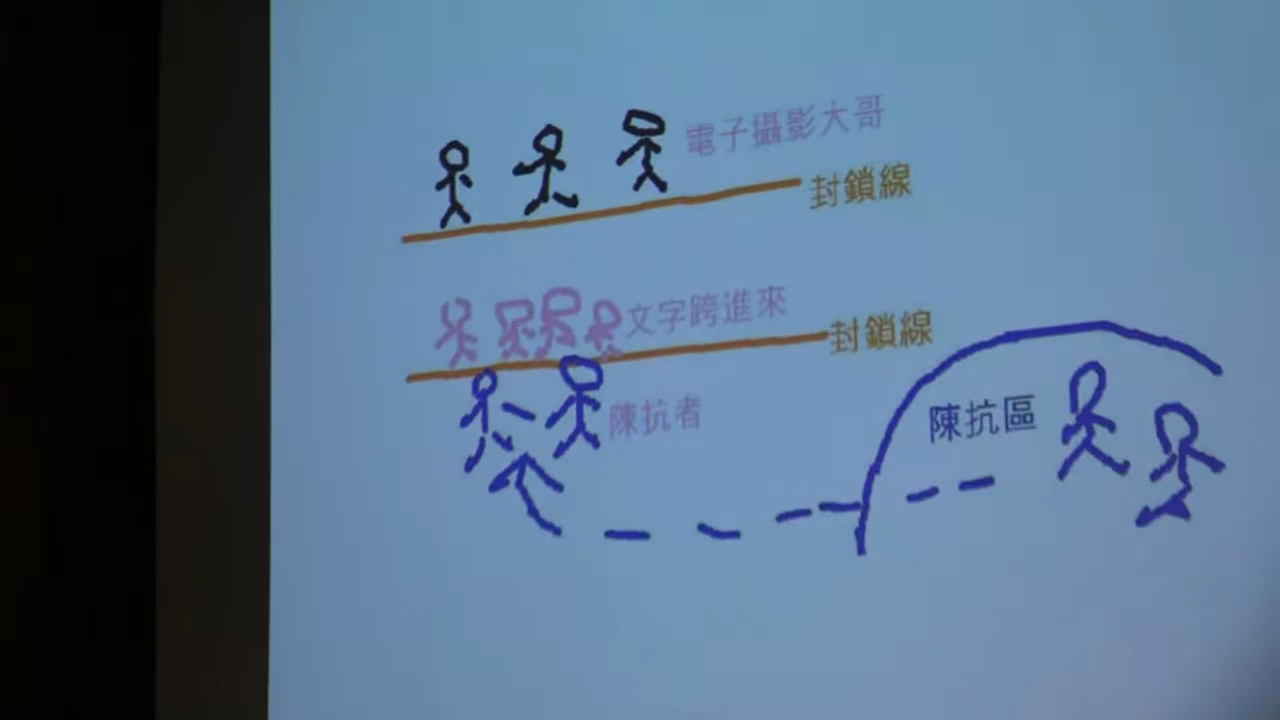 電子攝影大哥
封鎖線
文字跨進來
封鎖線
陳抗者
陳抗區